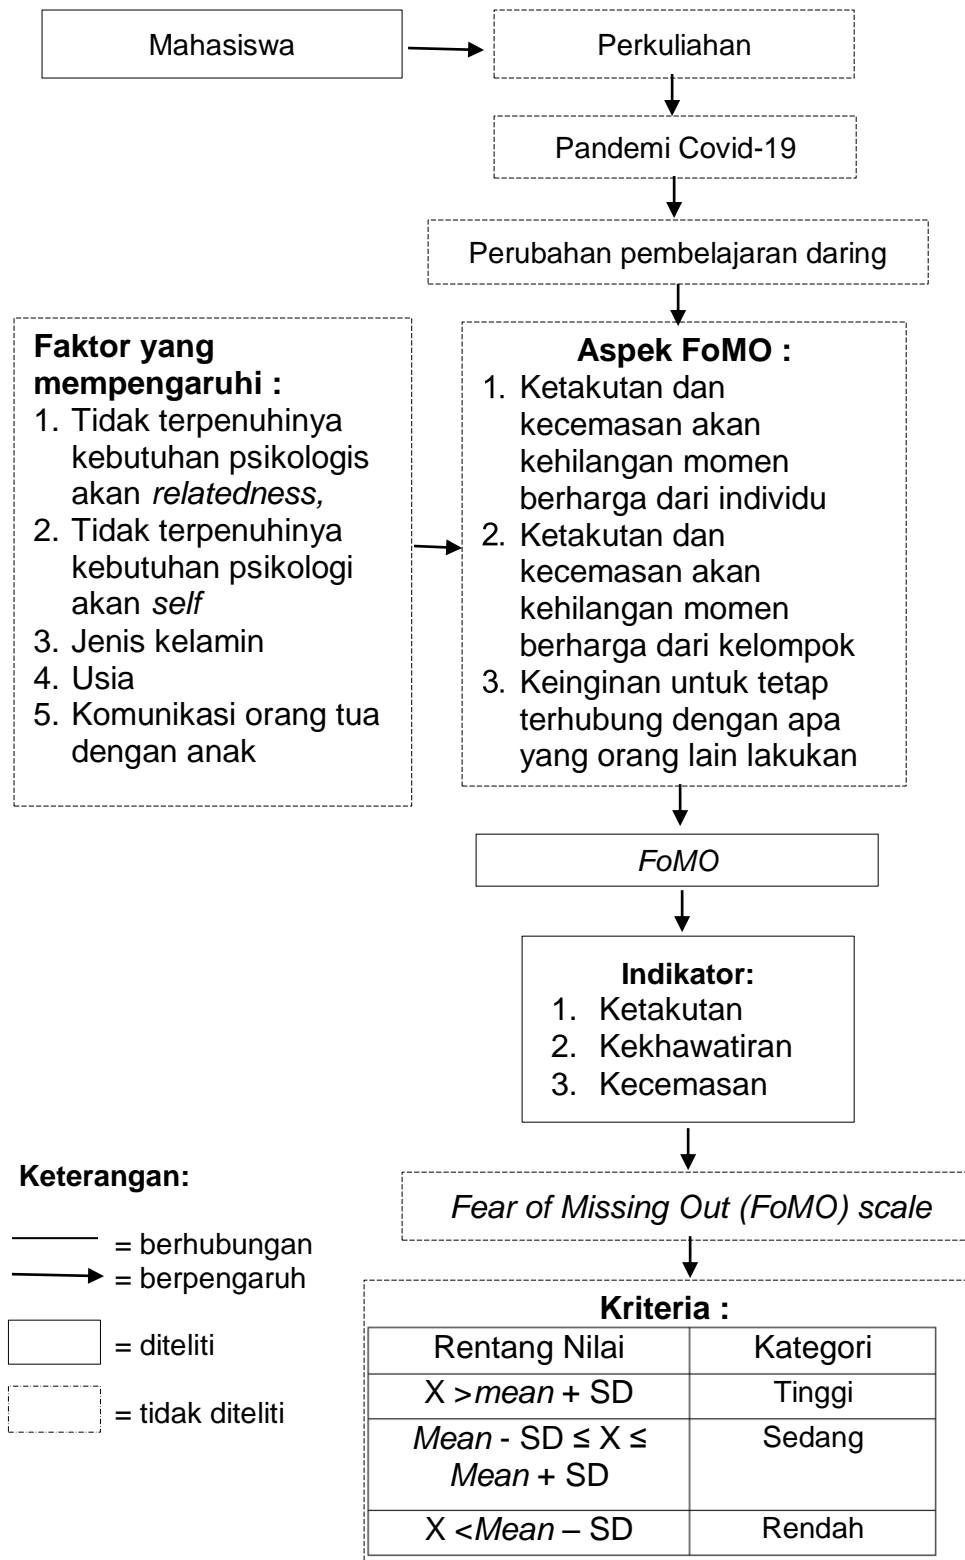 Mahasiswa
Perkuliahan
Pandemi Covid-19
Perubahan pembelajaran daring
Faktor yang
mempengaruhi :
1. Tidak terpenuhinya
kebutuhan psikologis
akan relatedness,
2. Tidak terpenuhinya
kebutuhan psikologi
akan self
3. Jenis kelamin
4. Usia
5. Komunikasi orang tua
dengan anak
Aspek FoMO :
1. Ketakutan dan
kecemasan akan
kehilangan momen
berharga dari individu
2. Ketakutan dan
kecemasan akan
kehilangan momen
berharga dari kelompok
3. Keinginan untuk tetap
terhubung dengan apa
yang orang lain lakukan
FoMO
Indikator:
1. Ketakutan
2. Kekhawatiran
3. Kecemasan
Fear of Missing Out (FoMO) scale
Kriteria :
Rentang Nilai Kategori
X >mean + SD Tinggi
Mean - SD ≤ X ≤ Sedang
Mean + SD
X <Mean – SD Rendah
Keterangan:
= berhubungan
= berpengaruh
= diteliti
= tidak diteliti